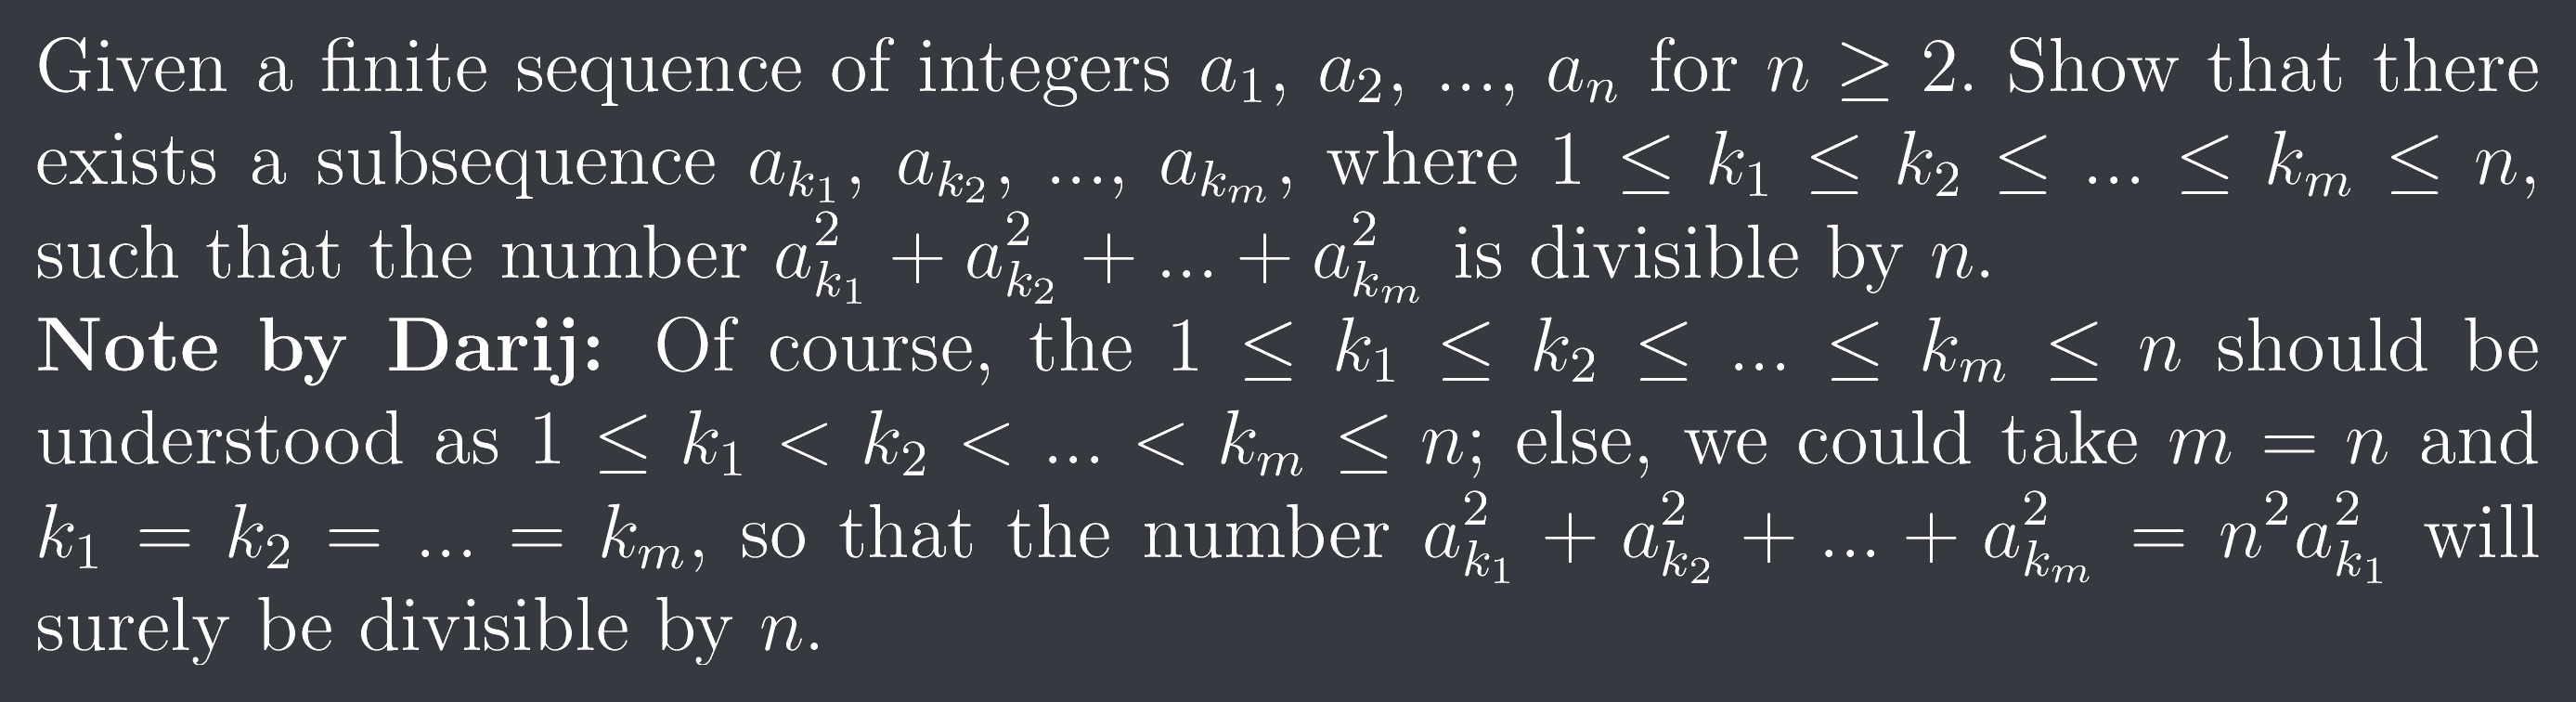 Given a finite sequence of integers $a_1$, $a_2$, ..., $a_n$ for $n \geq 2$. Show that there
exists a subsequence $a_{k_1}$, $a_{k_2}$, ..., $a_{k_m}$, where $1 \leq k_1 \leq k_2 \leq ... \leq k_m \leq n$,
such that the number $a_{k_1}^2 + a_{k_2}^2 + ... + a_{k_m}^2$ is divisible by $n$.
Note by Darij: Of course, the $1 \leq k_1 \leq k_2 \leq ... \leq k_m \leq n$ should be
understood as $1 \leq k_1 < k_2 < ... < k_m \leq n$; else, we could take $m = n$ and
$k_1 = k_2 = ... = k_m$, so that the number $a_{k_1}^2 + a_{k_2}^2 + ... + a_{k_m}^2 = n^2 a_{k_1}^2$ will
surely be divisible by $n$.